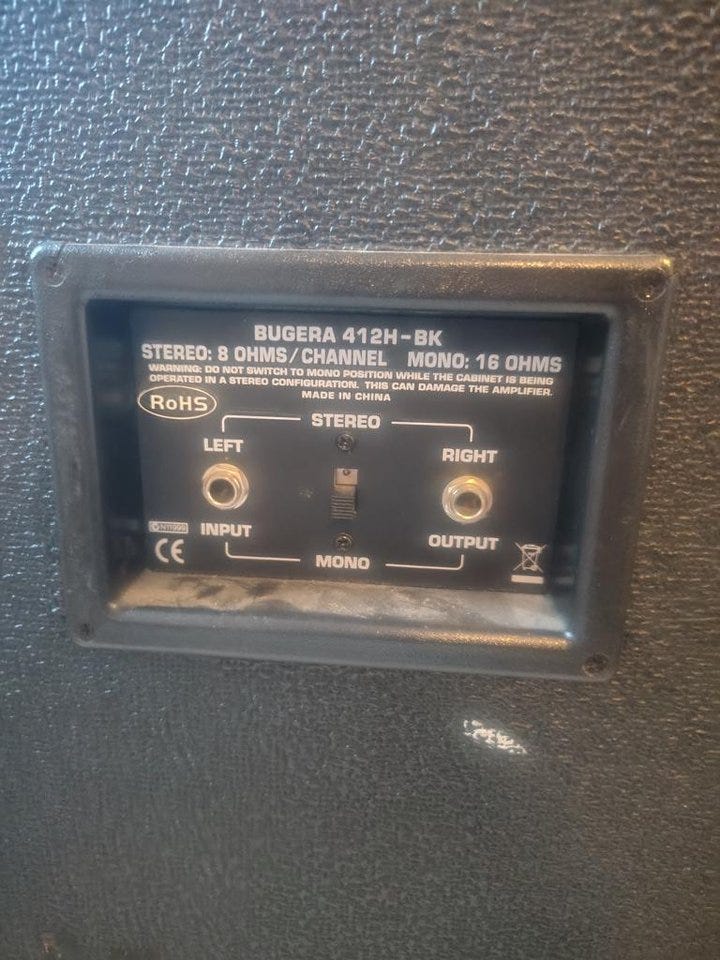 BUGERA 412H-BK
STEREO: 8 OHMS/CHANNEL MONO: 16 OHMS
WARNING: DO NOT SWITCH TO MONO POSITION WHILE THE CABINET IS BEING
OPERATED IN A STEREO CONFIGURATION. THIS CAN DAMAGE THE AMPLIFIER.
MADE IN CHINA
RoHS
STEREO
LEFT RIGHT
INPUT OUTPUT
CE
MONO